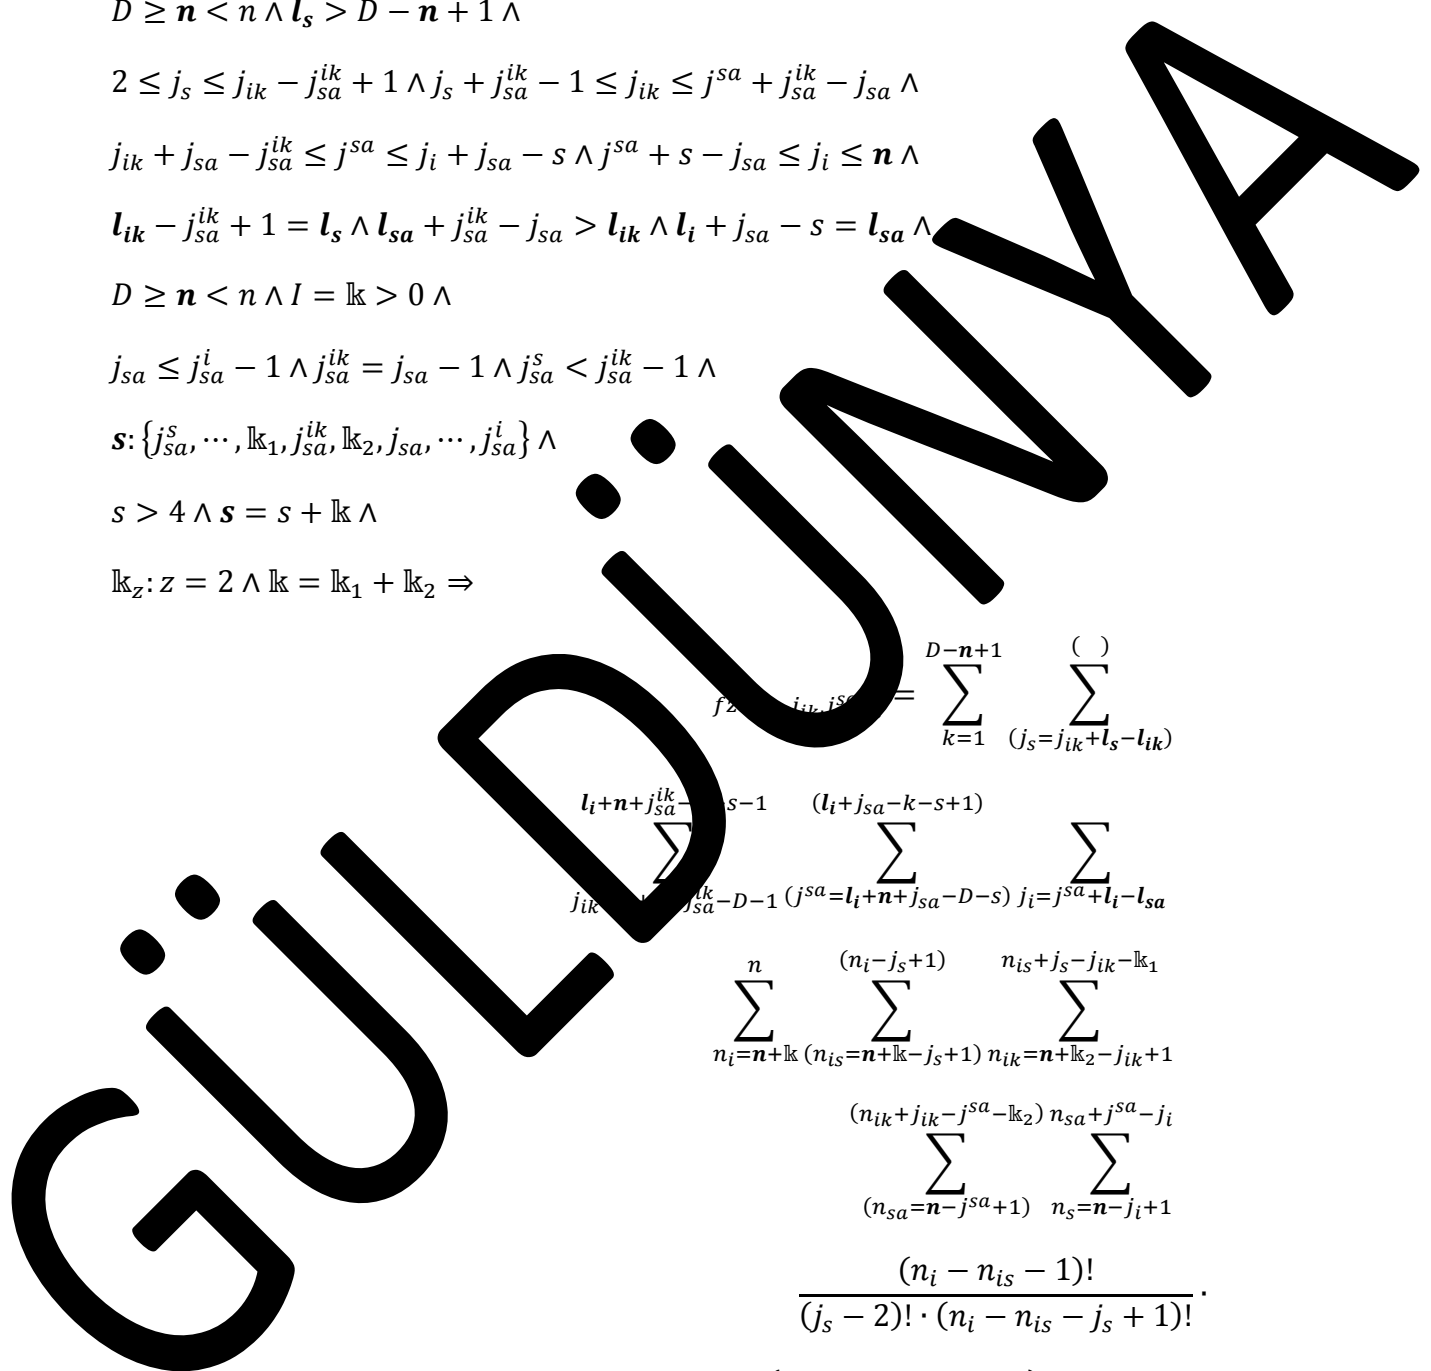 D ≥ 𝒏 < n ∧ 𝒍_𝒔 > D − 𝒏 + 1 ∧
2 ≤ j_s ≤ j_{ik} − j_{sa}^{ik} + 1 ∧ j_s + j_{sa}^{ik} − 1 ≤ j_{ik} ≤ j^{sa} + j_{sa}^{ik} − j_{sa} ∧
j_{ik} + j_{sa} − j_{sa}^{ik} ≤ j^{sa} ≤ j_i + j_{sa} − s ∧ j^{sa} + s − j_{sa} ≤ j_i ≤ 𝒏 ∧
𝒍_{𝒊𝒌} − j_{sa}^{ik} + 1 = 𝒍_𝒔 ∧ 𝒍_{𝒔𝒂} + j_{sa}^{ik} − j_{sa} > 𝒍_{𝒊𝒌} ∧ 𝒍_𝒊 + j_{sa} − s = 𝒍_{𝒔𝒂} ∧
D ≥ 𝒏 < n ∧ I = 𝕜 > 0 ∧
j_{sa} ≤ j_{sa}^{i} − 1 ∧ j_{sa}^{ik} = j_{sa} − 1 ∧ j_{sa}^{s} < j_{sa}^{ik} − 1 ∧
𝒔: {j_{sa}^{s}, ⋯, 𝕜_1, j_{sa}^{ik}, 𝕜_2, j_{sa}, ⋯, j_{sa}^{i}} ∧
s > 4 ∧ 𝒔 = s + 𝕜 ∧
𝕜_z: z = 2 ∧ 𝕜 = 𝕜_1 + 𝕜_2 ⇒
= ∑_{k=1}^{D−𝒏+1} ∑_{(j_s=j_{ik}+𝒍_𝒔−𝒍_{𝒊𝒌})}^{( )}
∑ ∑_{(j^{sa}=𝒍_𝒊+𝒏+j_{sa}−D−s)}^{(𝒍_𝒊+j_{sa}−k−s+1)} ∑_{j_i=j^{sa}+𝒍_𝒊−𝒍_{𝒔𝒂}}
∑_{n_i=𝒏+𝕜}^{n} ∑_{(n_{is}=𝒏+𝕜−j_s+1)}^{(n_i−j_s+1)} ∑_{n_{ik}=𝒏+𝕜_2−j_{ik}+1}^{n_{is}+j_s−j_{ik}−𝕜_1}
∑_{(n_{sa}=𝒏−j^{sa}+1)}^{(n_{ik}+j_{ik}−j^{sa}−𝕜_2)} ∑_{n_s=𝒏−j_i+1}^{n_{sa}+j^{sa}−j_i}
(n_i − n_{is} − 1)!
(j_s − 2)! · (n_i − n_{is} − j_s + 1)! ·
GÜLDÜNYA